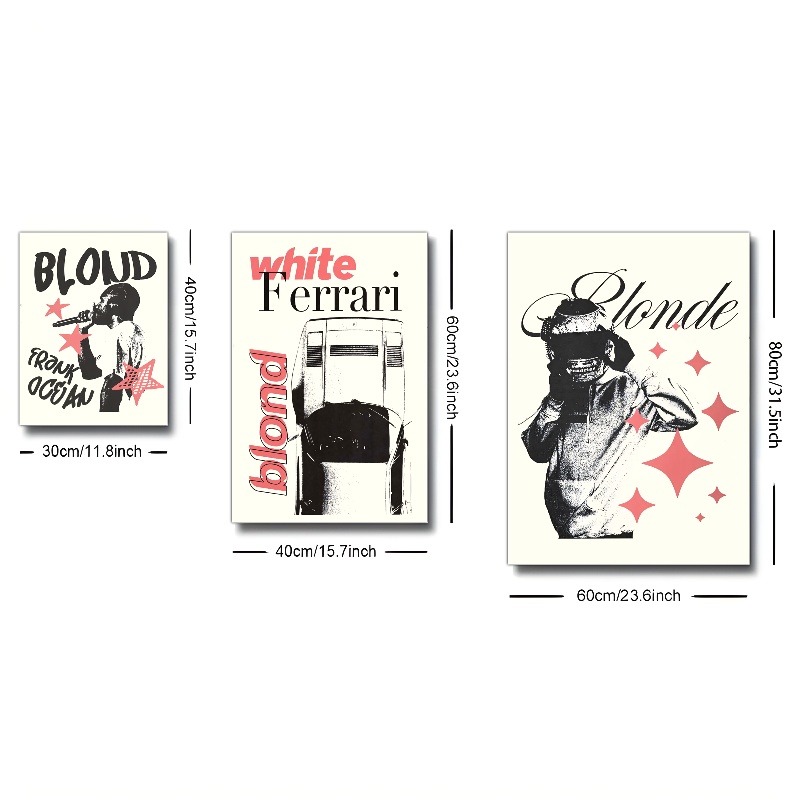 BLOND
FRANK
OCEAN
40cm/15.7inch
30cm/11.8inch
white
Ferrari
blond
60cm/23.6inch
40cm/15.7inch
Blonde
80cm/31.5inch
60cm/23.6inch